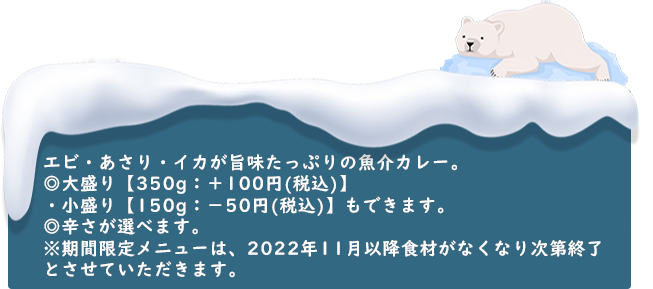 エビ・あさり・イカが旨味たっぷりの魚介カレー。
◎大盛り【350g：＋100円(税込)】
・小盛り【150g：－50円(税込)】もできます。
◎辛さが選べます。
※期間限定メニューは、2022年11月以降食材がなくなり次第終了
とさせていただきます。